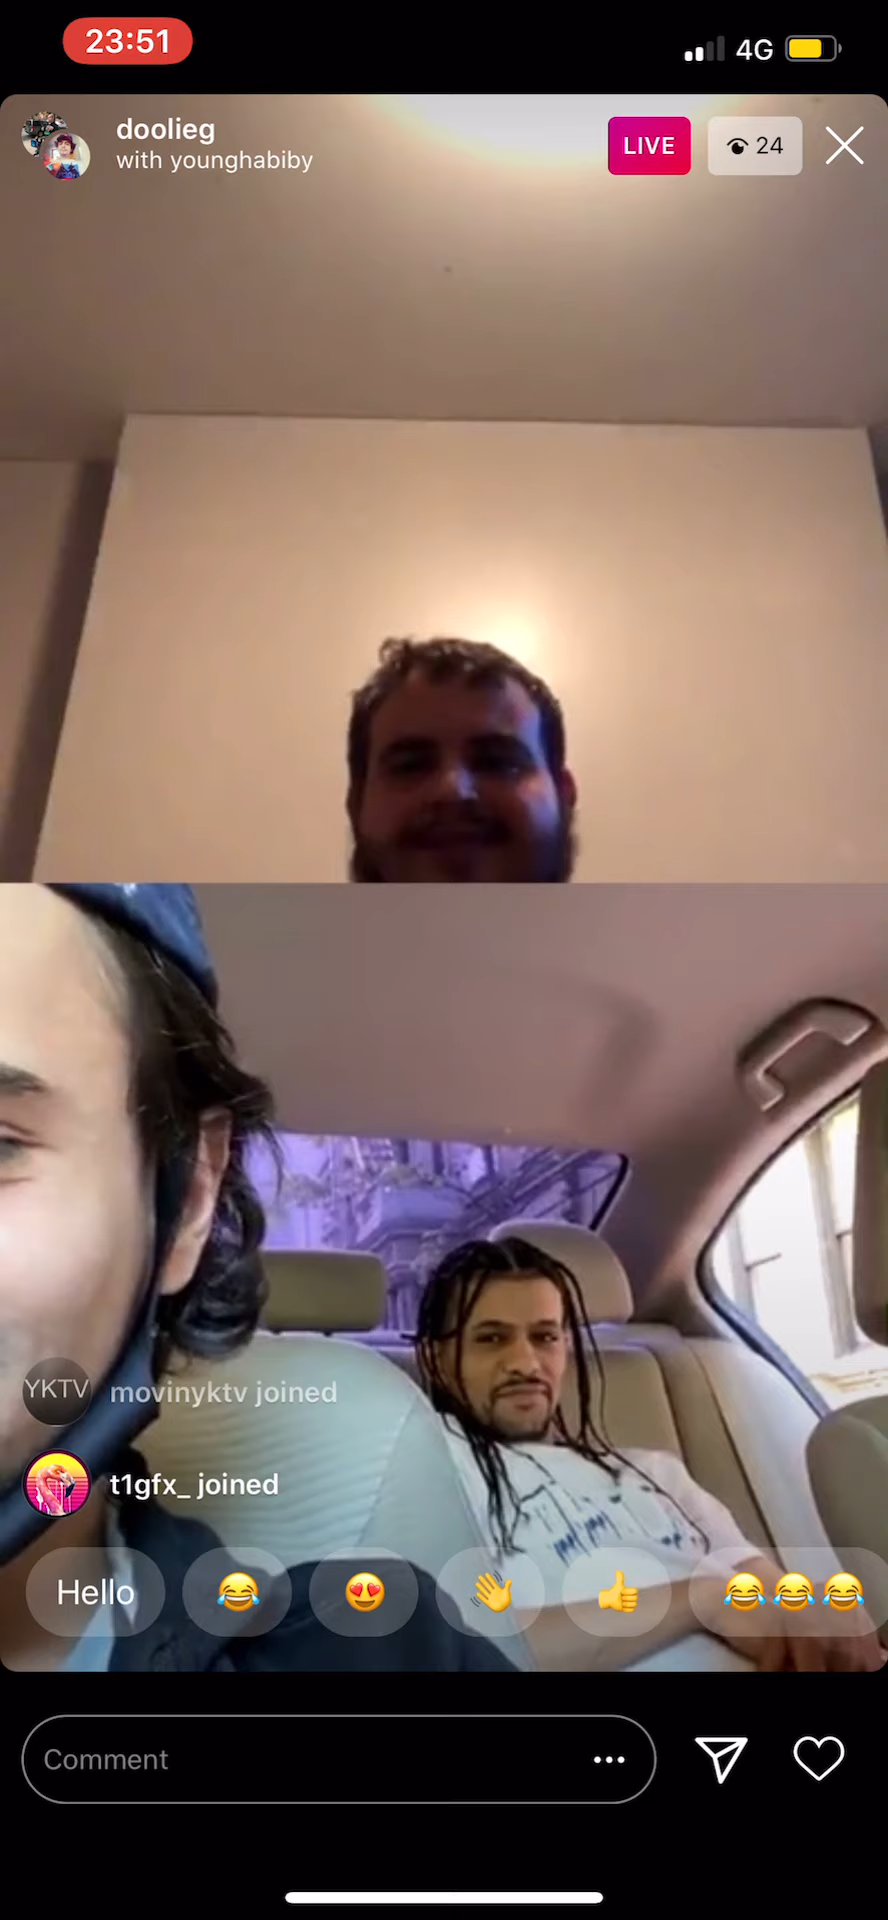 23:51
4G
doolieg
with younghabiby
LIVE
24
YKTV
movinyktv joined
t1gfx_ joined
Hello
Comment